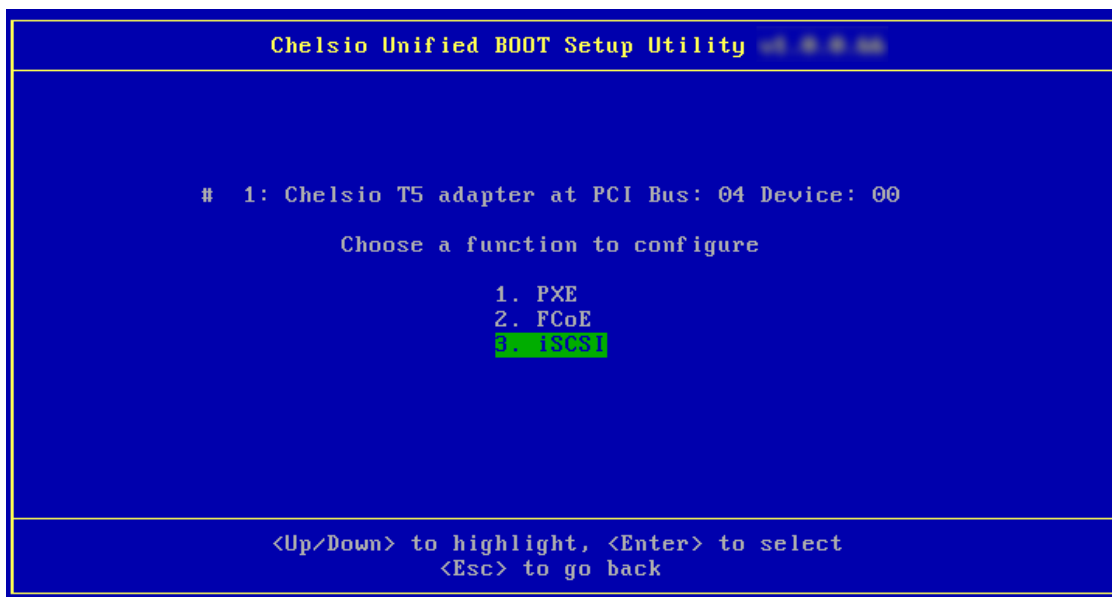 Chelsio Unified BOOT Setup Utility
# 1: Chelsio T5 adapter at PCI Bus: 04 Device: 00
Choose a function to configure
1. PXE
2. FCoE
3. iSCSI
<Up/Down> to highlight, <Enter> to select
<Esc> to go back